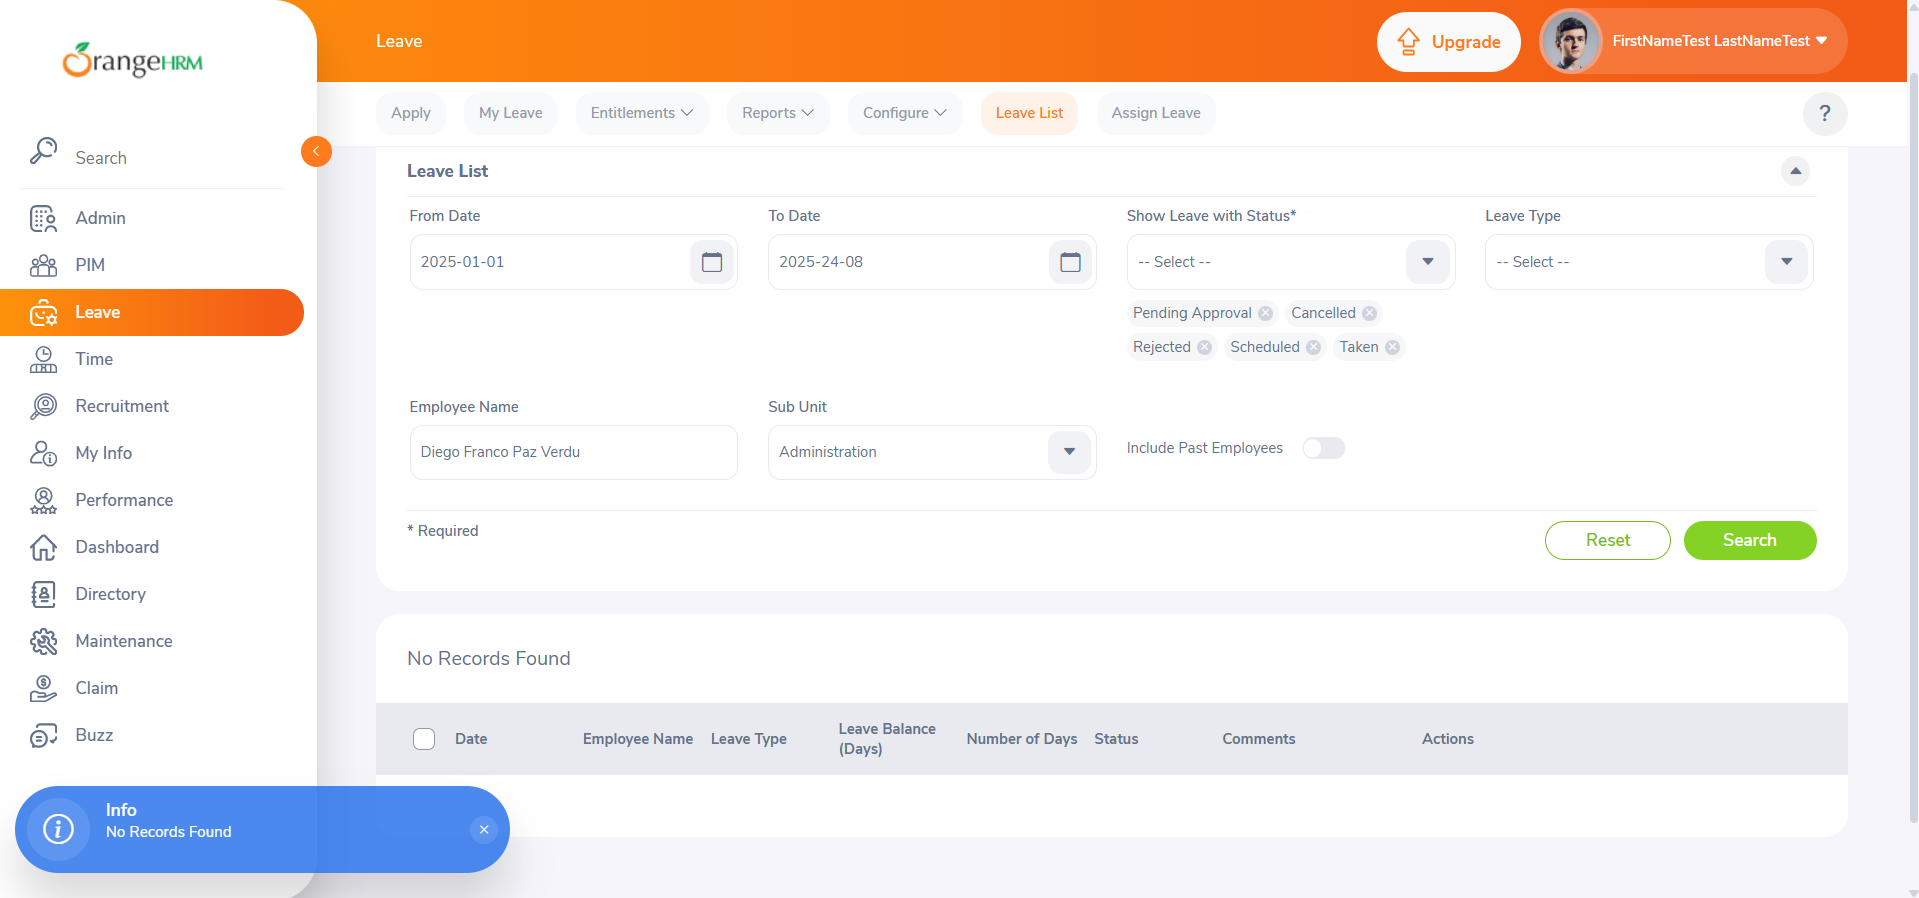 OrangeHRM
Search
Admin
PIM
Leave
Time
Recruitment
My Info
Performance
Dashboard
Directory
Maintenance
Claim
Buzz
Leave
Upgrade
FirstNameTest LastNameTest
Apply
My Leave
Entitlements
Reports
Configure
Leave List
Assign Leave
?
Leave List
From Date
2025-01-01
To Date
2025-24-08
Show Leave with Status*
-- Select --
Pending Approval
Cancelled
Rejected
Scheduled
Taken
Leave Type
-- Select --
Employee Name
Diego Franco Paz Verdu
Sub Unit
Administration
Include Past Employees
* Required
Reset
Search
No Records Found
Date
Employee Name
Leave Type
Leave Balance
(Days)
Number of Days
Status
Comments
Actions
Info
No Records Found